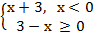 x + 3,  x < 0
3 − x  ≥ 0